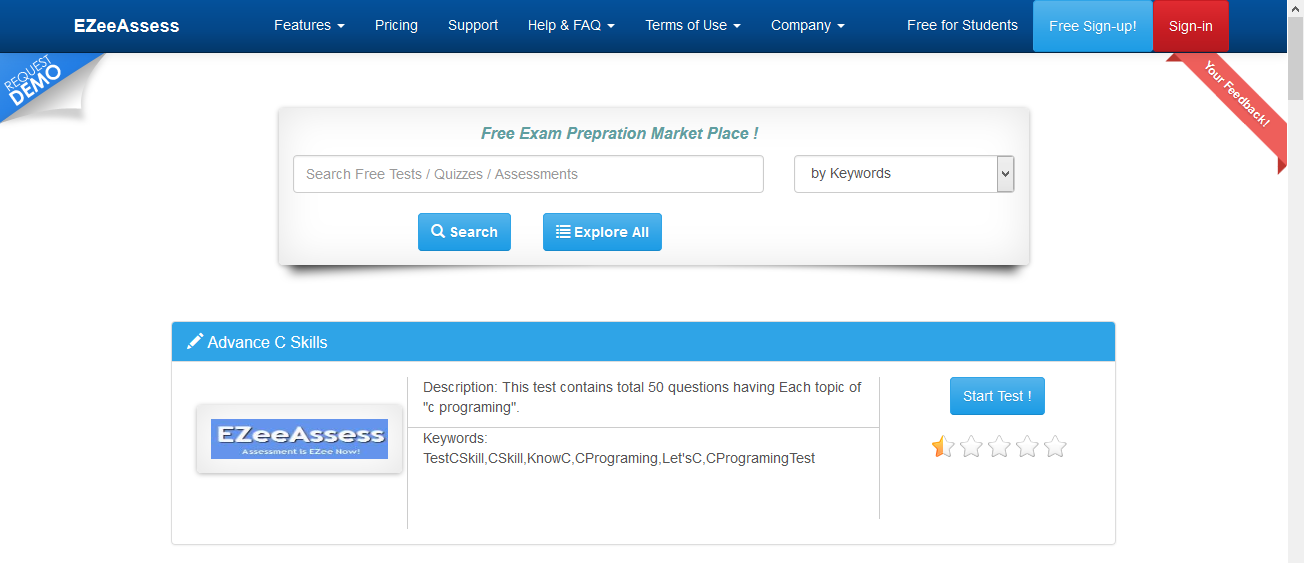 EZeeAssess
Features
Pricing
Support
Help & FAQ
Terms of Use
Company
Free for Students
Free Sign-up!
Sign-in
REQUEST
DEMO
Your Feedback!
Free Exam Prepration Market Place !
Search Free Tests / Quizzes / Assessments
by Keywords
Search
Explore All
Advance C Skills
EZeeAssess
Assessment is EZee Now!
Description: This test contains total 50 questions having Each topic of
"c programing".
Keywords:
TestCSkill,CSkill,KnowC,CPrograming,Let'sC,CProgramingTest
Start Test !